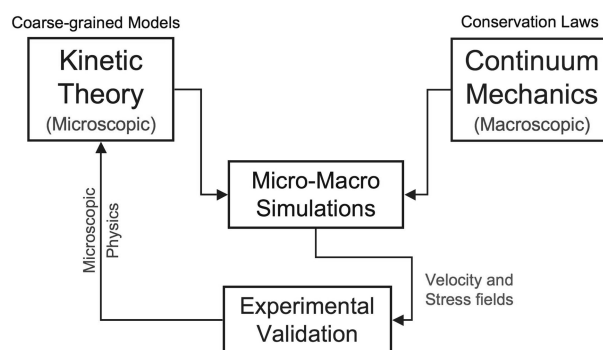 Coarse-grained Models
Kinetic
Theory
(Microscopic)
Conservation Laws
Continuum
Mechanics
(Macroscopic)
Micro-Macro
Simulations
Microscopic
Physics
Velocity and
Stress fields
Experimental
Validation